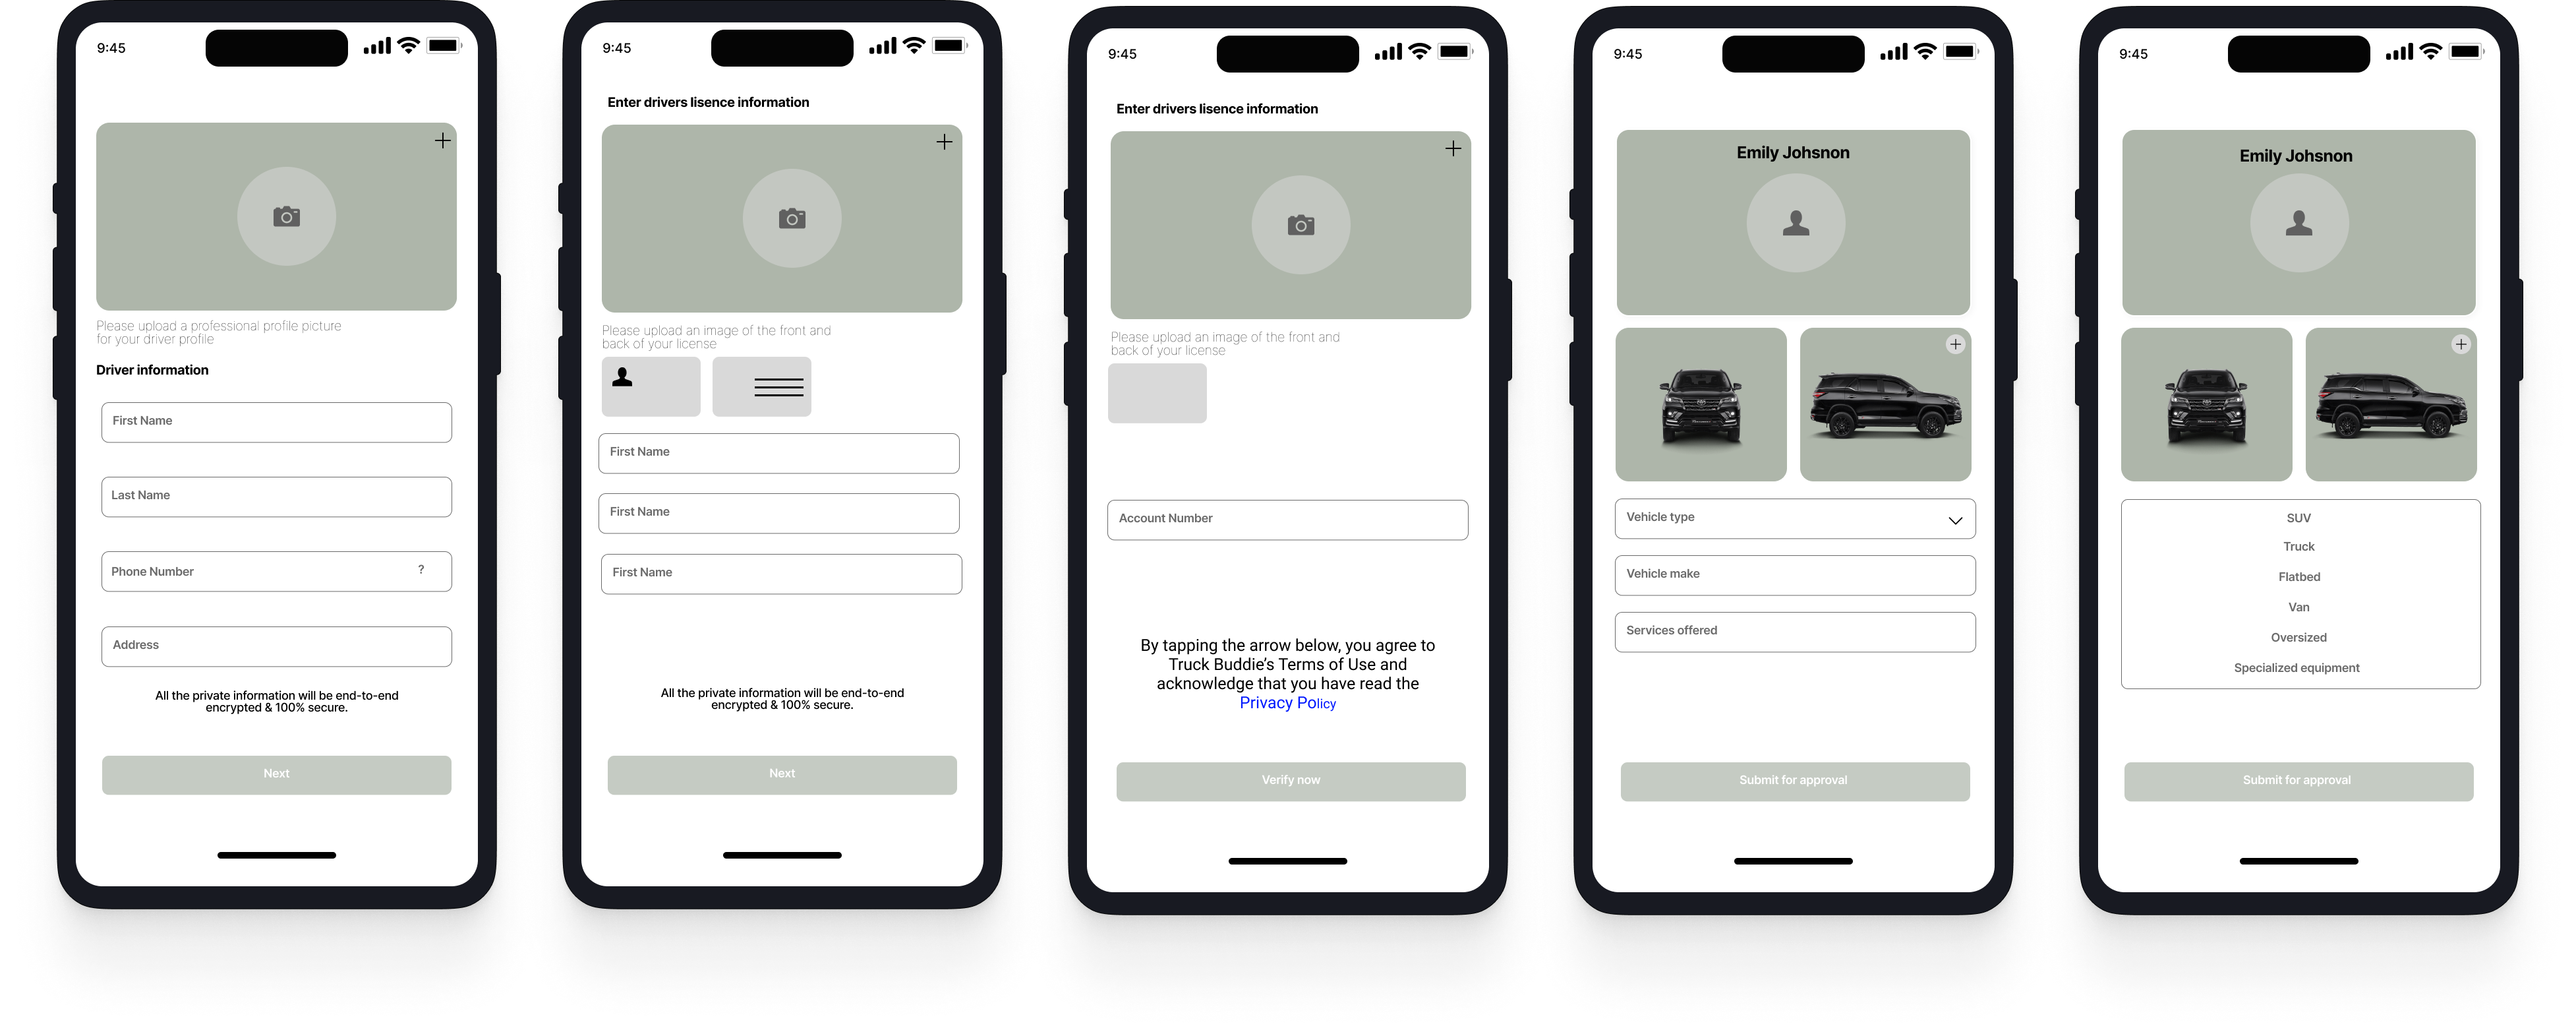 9:45
Please upload a professional profile picture
for your driver profile
Driver information
First Name
Last Name
Phone Number ?
Address
All the private information will be end-to-end
encrypted & 100% secure.
Next
9:45
Enter drivers lisence information
Please upload an image of the front and
back of your license
First Name
First Name
First Name
All the private information will be end-to-end
encrypted & 100% secure.
Next
9:45
Enter drivers lisence information
Please upload an image of the front and
back of your license
Account Number
By tapping the arrow below, you agree to
Truck Buddie’s Terms of Use and
acknowledge that you have read the
Privacy Policy
Verify now
9:45
Emily Johsnon
Vehicle type
Vehicle make
Services offered
Submit for approval
9:45
Emily Johsnon
SUV
Truck
Flatbed
Van
Oversized
Specialized equipment
Submit for approval